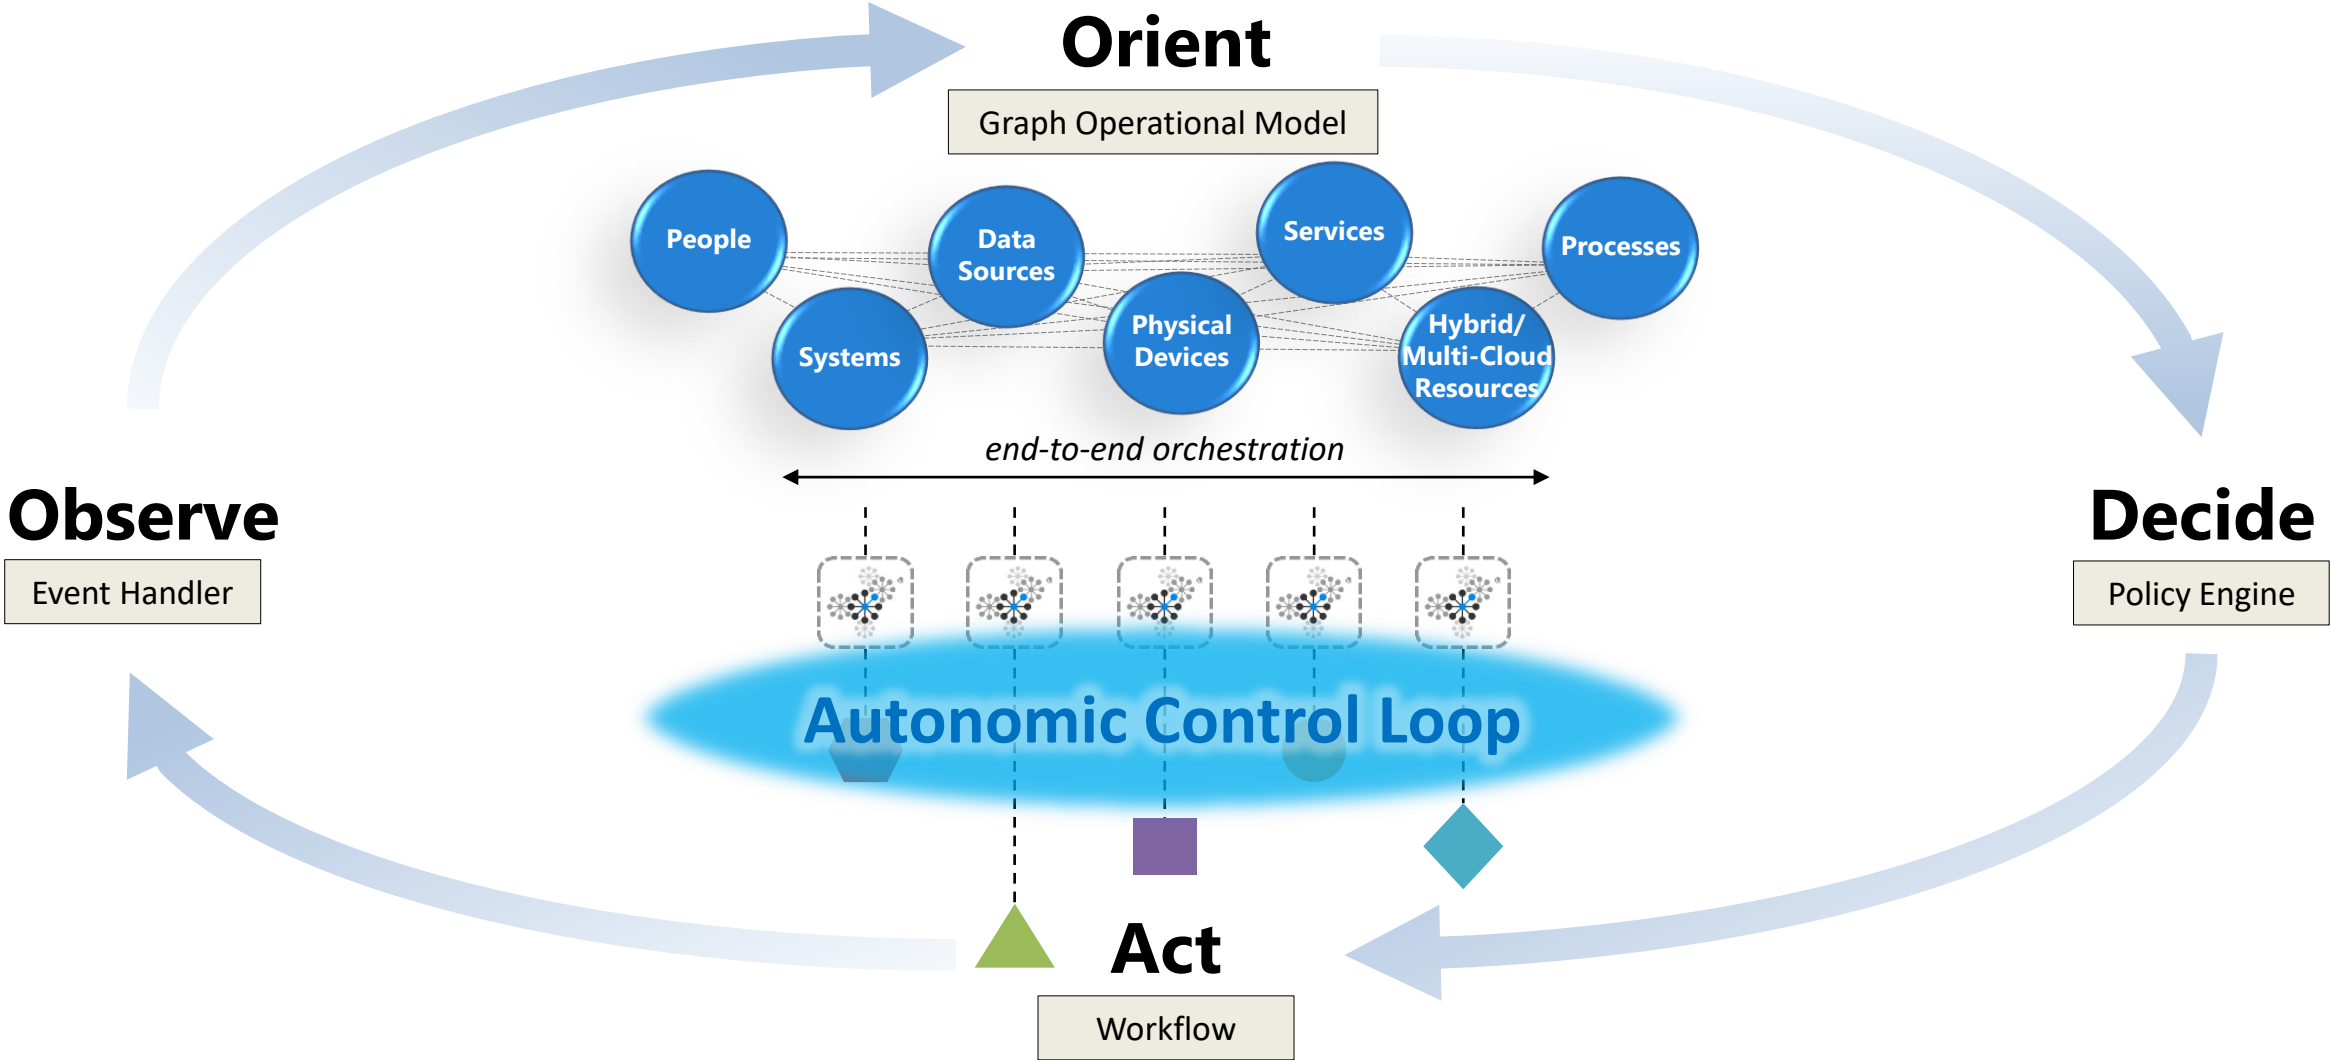 Orient
Graph Operational Model
People
Data
Sources
Services
Processes
Systems
Physical
Devices
Hybrid/
Multi-Cloud
Resources
end-to-end orchestration
Observe
Event Handler
Decide
Policy Engine
Autonomic Control Loop
Act
Workflow